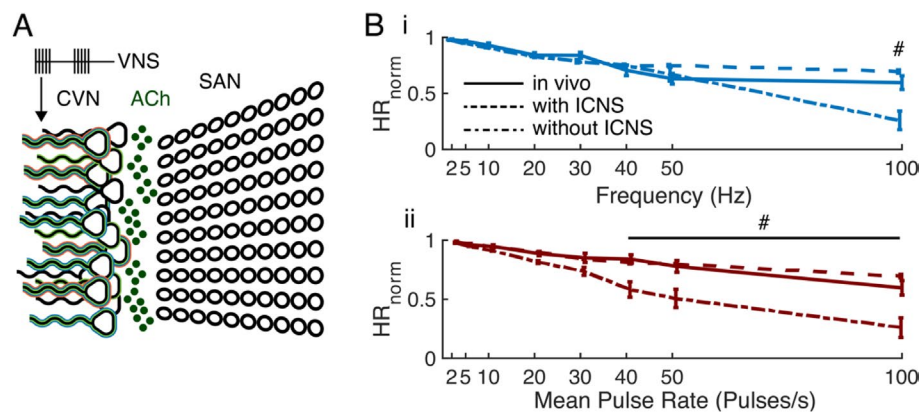 A
VNS
CVN
ACh
SAN
B
i
1
0.5
0
HR norm
in vivo
with ICNS
without ICNS
#
2 5 10 20 30 40 50 100
Frequency (Hz)
ii
1
0.5
0
HR norm
#
2 5 10 20 30 40 50 100
Mean Pulse Rate (Pulses/s)